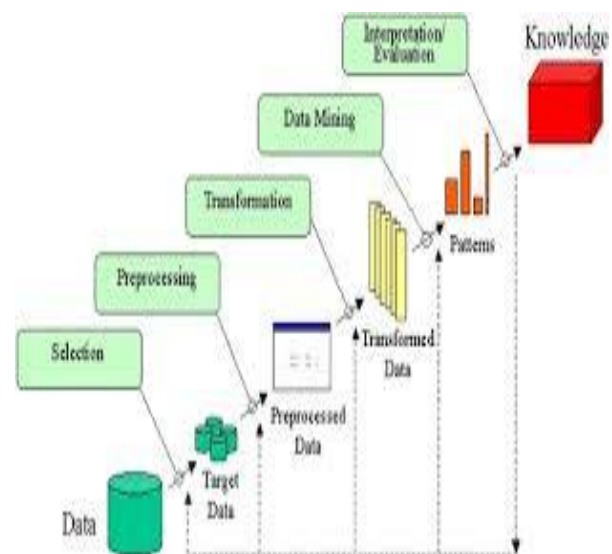 Interpretation/
Evaluation
Knowledge
Data Mining
Transformation
Patterns
Preprocessing
Transformed
Data
Selection
Preprocessed
Data
Target
Data
Data